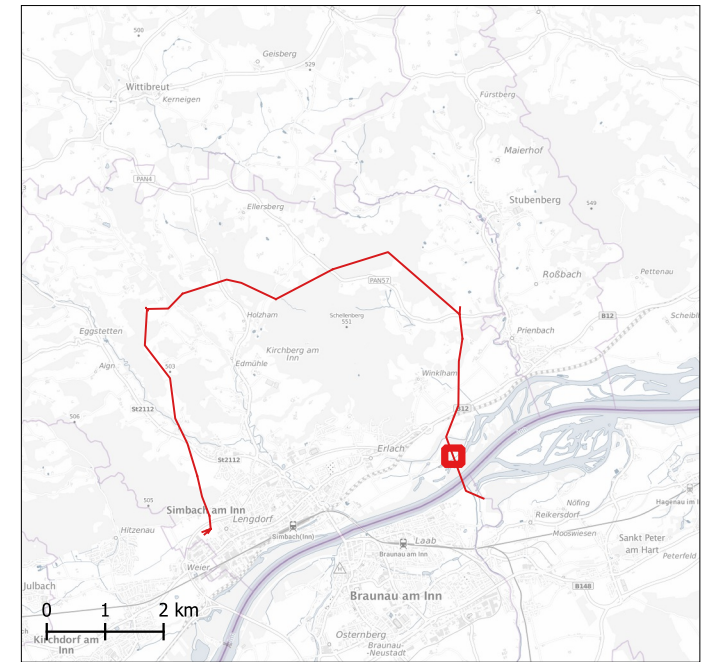 500
Geisberg
529
Wittibreut
Kerneigen
Fürstberg
Maierhof
PAN4
Stubenberg
549
Ellersberg
Roßbach
Pettenau
PAN57
Holzham
Schellenberg
551
B12
Scheibl
Eggstetten
Prienbach
Kirchberg am
Inn
Aign
Edmühle
503
Winklham
St2112
B12
506
Erlach
St2112
505
Simbach am Inn
Lengdorf
Hitzenau
Simbach(Inn)
Nöfing
Hagenau im I
Reikersdorf
Laab
Mooswiesen
Sankt Peter
am Hart
Braunau am Inn
Peterfeld
Weier
Julbach
B148
Braunau am Inn
0 1 2 km
Kirchdorf am
Inn
Osternberg
Braunau-
Neustadt